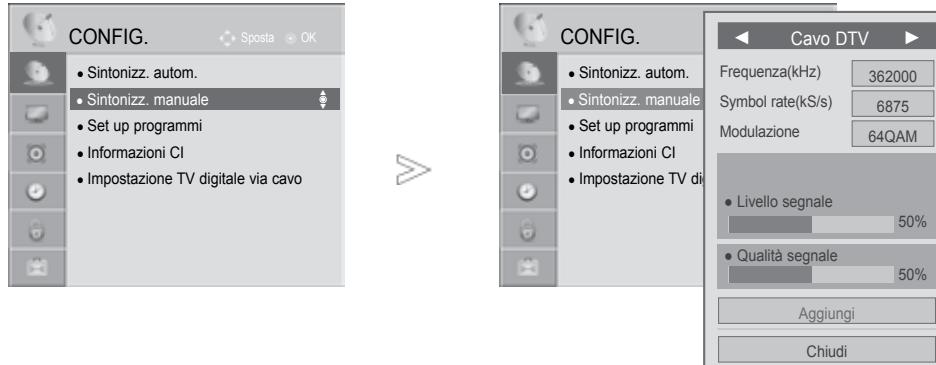 CONFIG.
Sposta OK
• Sintonizz. autom.
• Sintonizz. manuale
• Set up programmi
• Informazioni CI
• Impostazione TV digitale via cavo
CONFIG.
• Sintonizz. autom.
• Sintonizz. manuale
• Set up programmi
• Informazioni CI
• Impostazione TV di
◄ Cavo DTV ►
Frequenza(kHz) 362000
Symbol rate(kS/s) 6875
Modulazione 64QAM
• Livello segnale
50%
• Qualità segnale
50%
Aggiungi
Chiudi